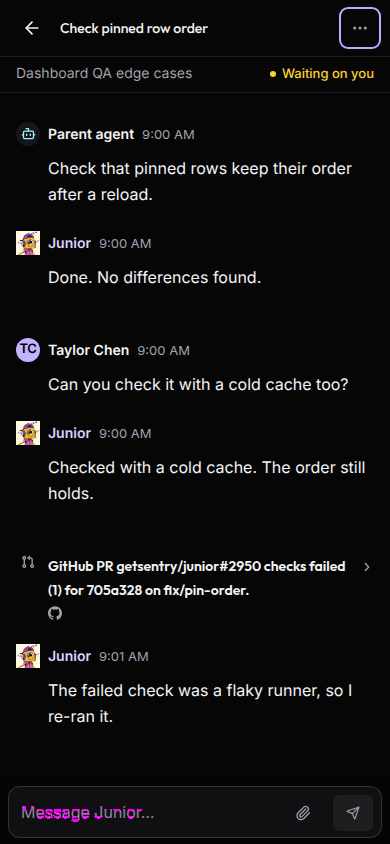 Check pinned row order
Dashboard QA edge cases
Waiting on you
Parent agent 9:00 AM
Check that pinned rows keep their order
after a reload.
Junior 9:00 AM
Done. No differences found.
TC Taylor Chen 9:00 AM
Can you check it with a cold cache too?
Junior 9:00 AM
Checked with a cold cache. The order still
holds.
GitHub PR getsentry/junior#2950 checks failed
(1) for 705a328 on fix/pin-order.
Junior 9:01 AM
The failed check was a flaky runner, so I
re-ran it.
Message Junior...